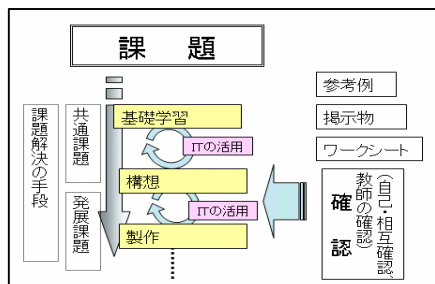 課題
課題解決の手段
共通課題
発展課題
基礎学習
ITの活用
構想
ITの活用
製作
参考例
掲示物
ワークシート
確認
(自己・相互確認、
教師の確認)